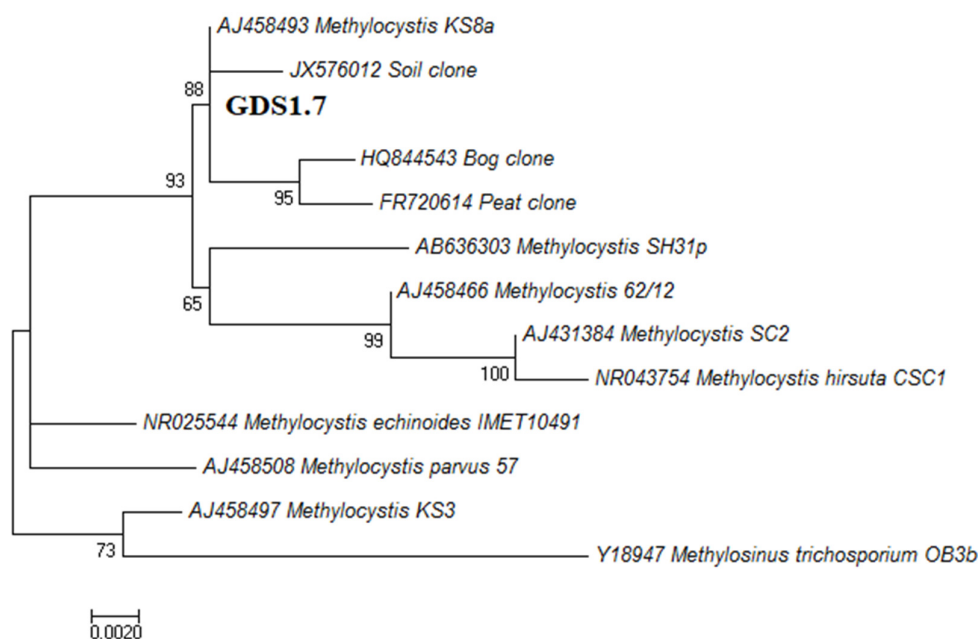 AJ458493 Methylocystis KS8a
JX576012 Soil clone
88
GDS1.7
HQ844543 Bog clone
93
95
FR720614 Peat clone
AB636303 Methylocystis SH31p
65
AJ458466 Methylocystis 62/12
99
AJ431384 Methylocystis SC2
100
NR043754 Methylocystis hirsuta CSC1
NR025544 Methylocystis echinoides IMET10491
AJ458508 Methylocystis parvus 57
AJ458497 Methylocystis KS3
73
Y18947 Methylosinus trichosporium OB3b
0.0020